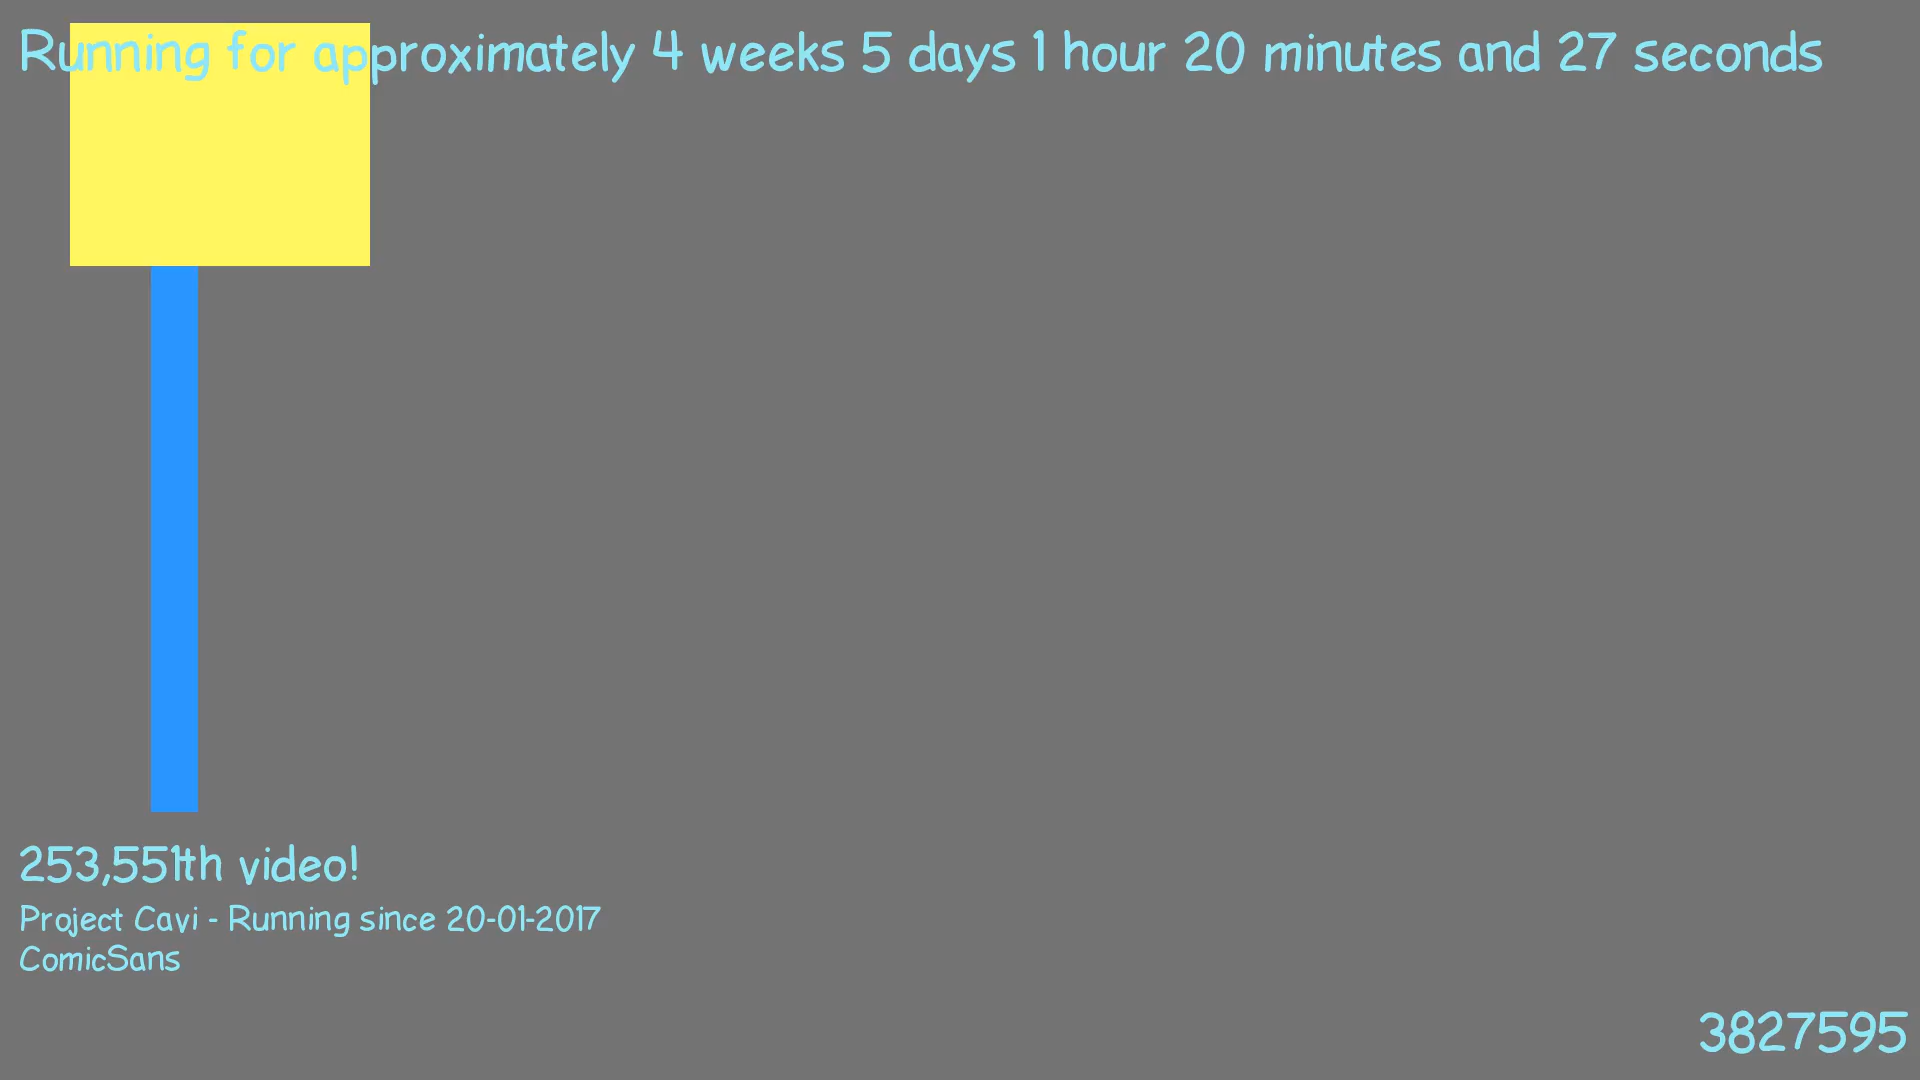 Running for approximately 4 weeks 5 days 1 hour 20 minutes and 27 seconds
253,551th video!
Project Cavi - Running since 20-01-2017
ComicSans
3827595